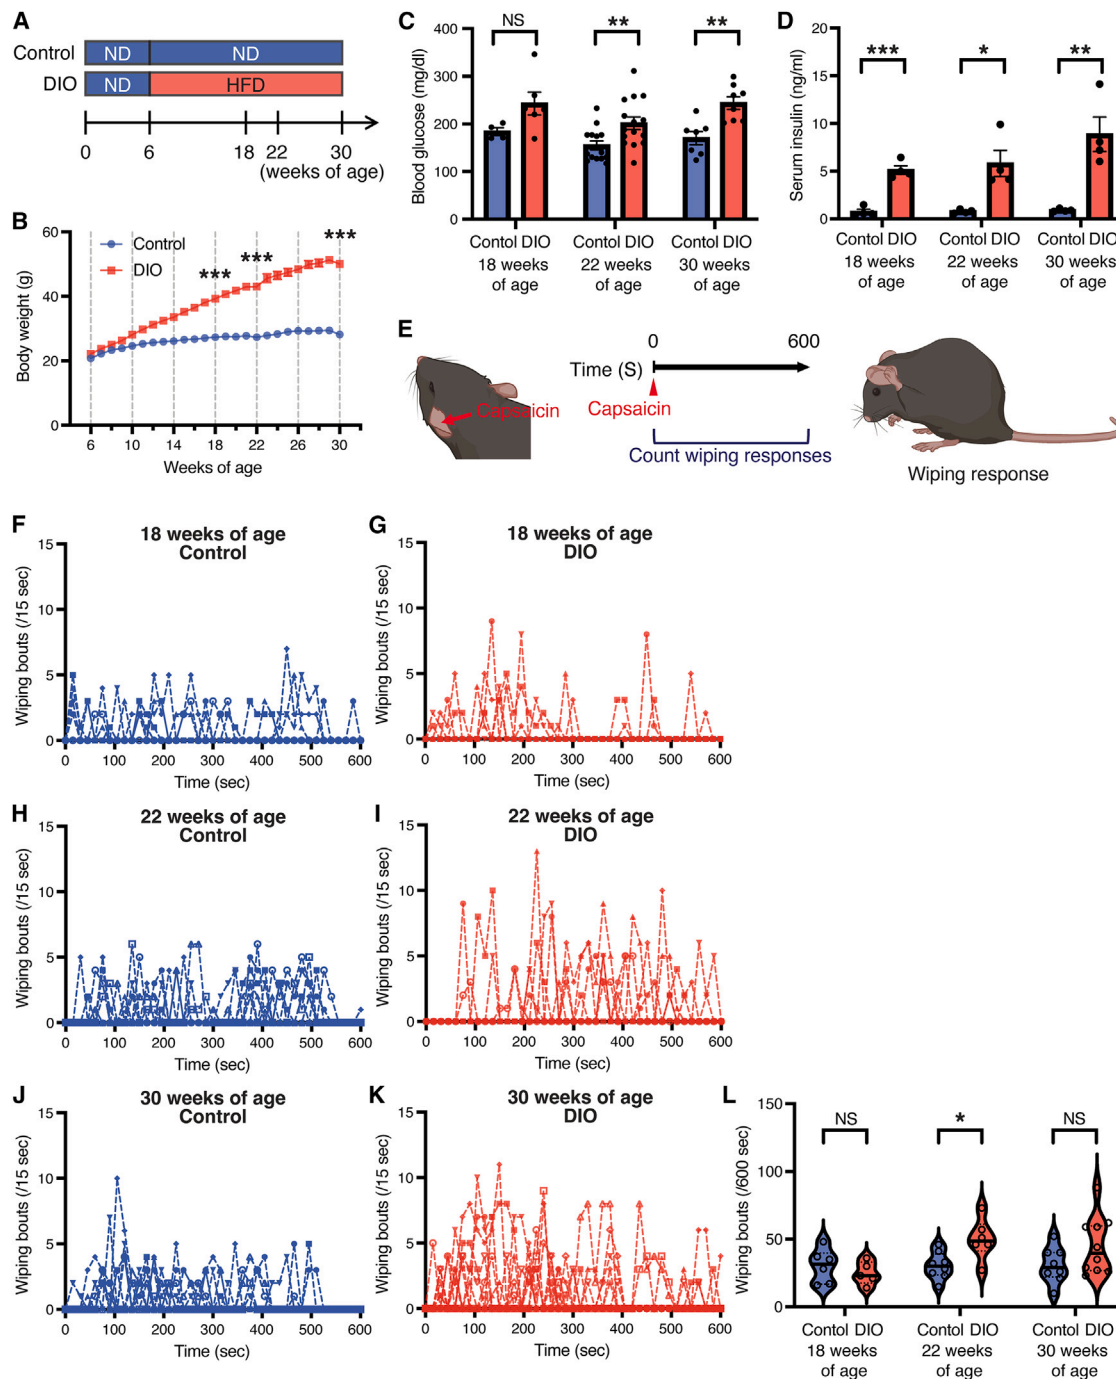 A
Control ND ND
DIO ND HFD
0 6 18 22 30
(weeks of age)
B
Body weight (g)
60
40
20
0
Control
DIO
*** *** ***
6 10 14 18 22 26 30
Weeks of age
C
Blood glucose (mg/dl)
400
300
200
100
0
NS ** **
Contol DIO Contol DIO Contol DIO
18 weeks 22 weeks 30 weeks
of age of age of age
D
Serum insulin (ng/ml)
20
15
10
5
0
*** * **
Contol DIO Contol DIO Contol DIO
18 weeks 22 weeks 30 weeks
of age of age of age
E
Capsaicin
0 600
Time (S)
Capsaicin
Count wiping responses
Wiping response
F
18 weeks of age
Control
Wiping bouts (/15 sec)
15
10
5
0
0 100 200 300 400 500 600
Time (sec)
G
18 weeks of age
DIO
Wiping bouts (/15 sec)
15
10
5
0
0 100 200 300 400 500 600
Time (sec)
H
22 weeks of age
Control
Wiping bouts (/15 sec)
15
10
5
0
0 100 200 300 400 500 600
Time (sec)
I
22 weeks of age
DIO
Wiping bouts (/15 sec)
15
10
5
0
0 100 200 300 400 500 600
Time (sec)
J
30 weeks of age
Control
Wiping bouts (/15 sec)
15
10
5
0
0 100 200 300 400 500 600
Time (sec)
K
30 weeks of age
DIO
Wiping bouts (/15 sec)
15
10
5
0
0 100 200 300 400 500 600
Time (sec)
L
Wiping bouts (/600 sec)
150
100
50
0
NS * NS
Contol DIO Contol DIO Contol DIO
18 weeks 22 weeks 30 weeks
of age of age of age